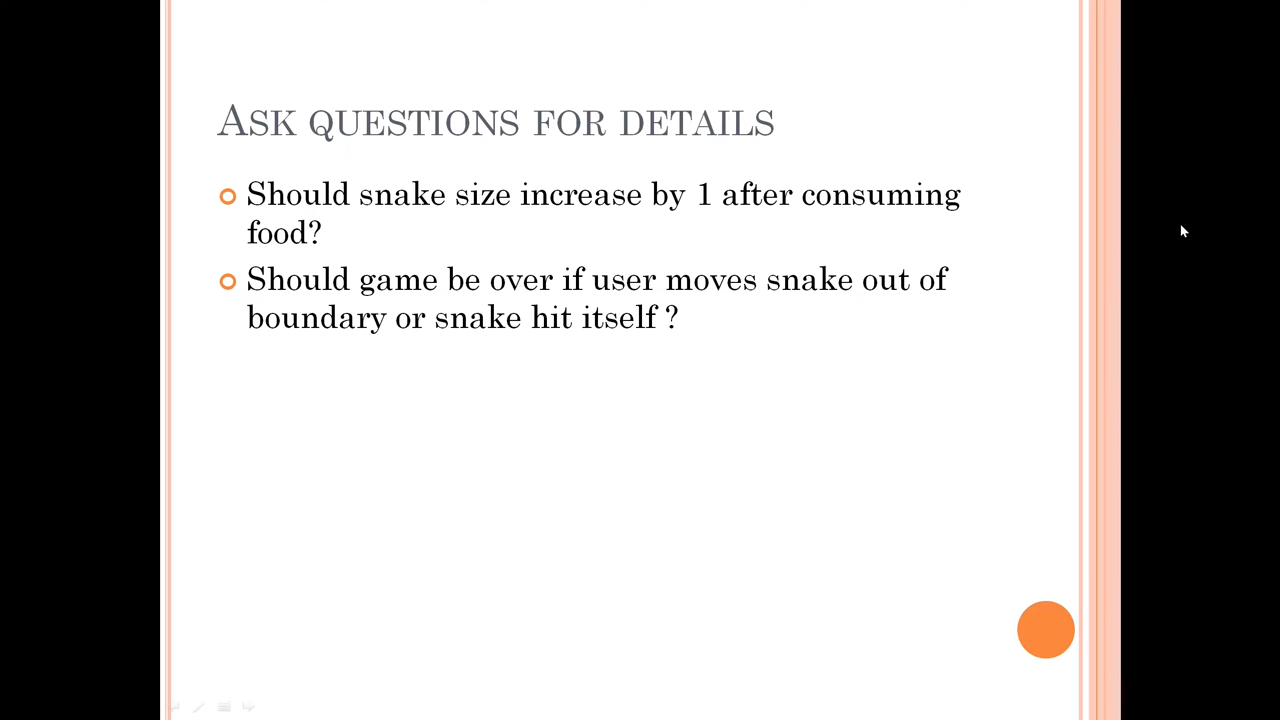 Ask questions for details
Should snake size increase by 1 after consuming
food?
Should game be over if user moves snake out of
boundary or snake hit itself ?